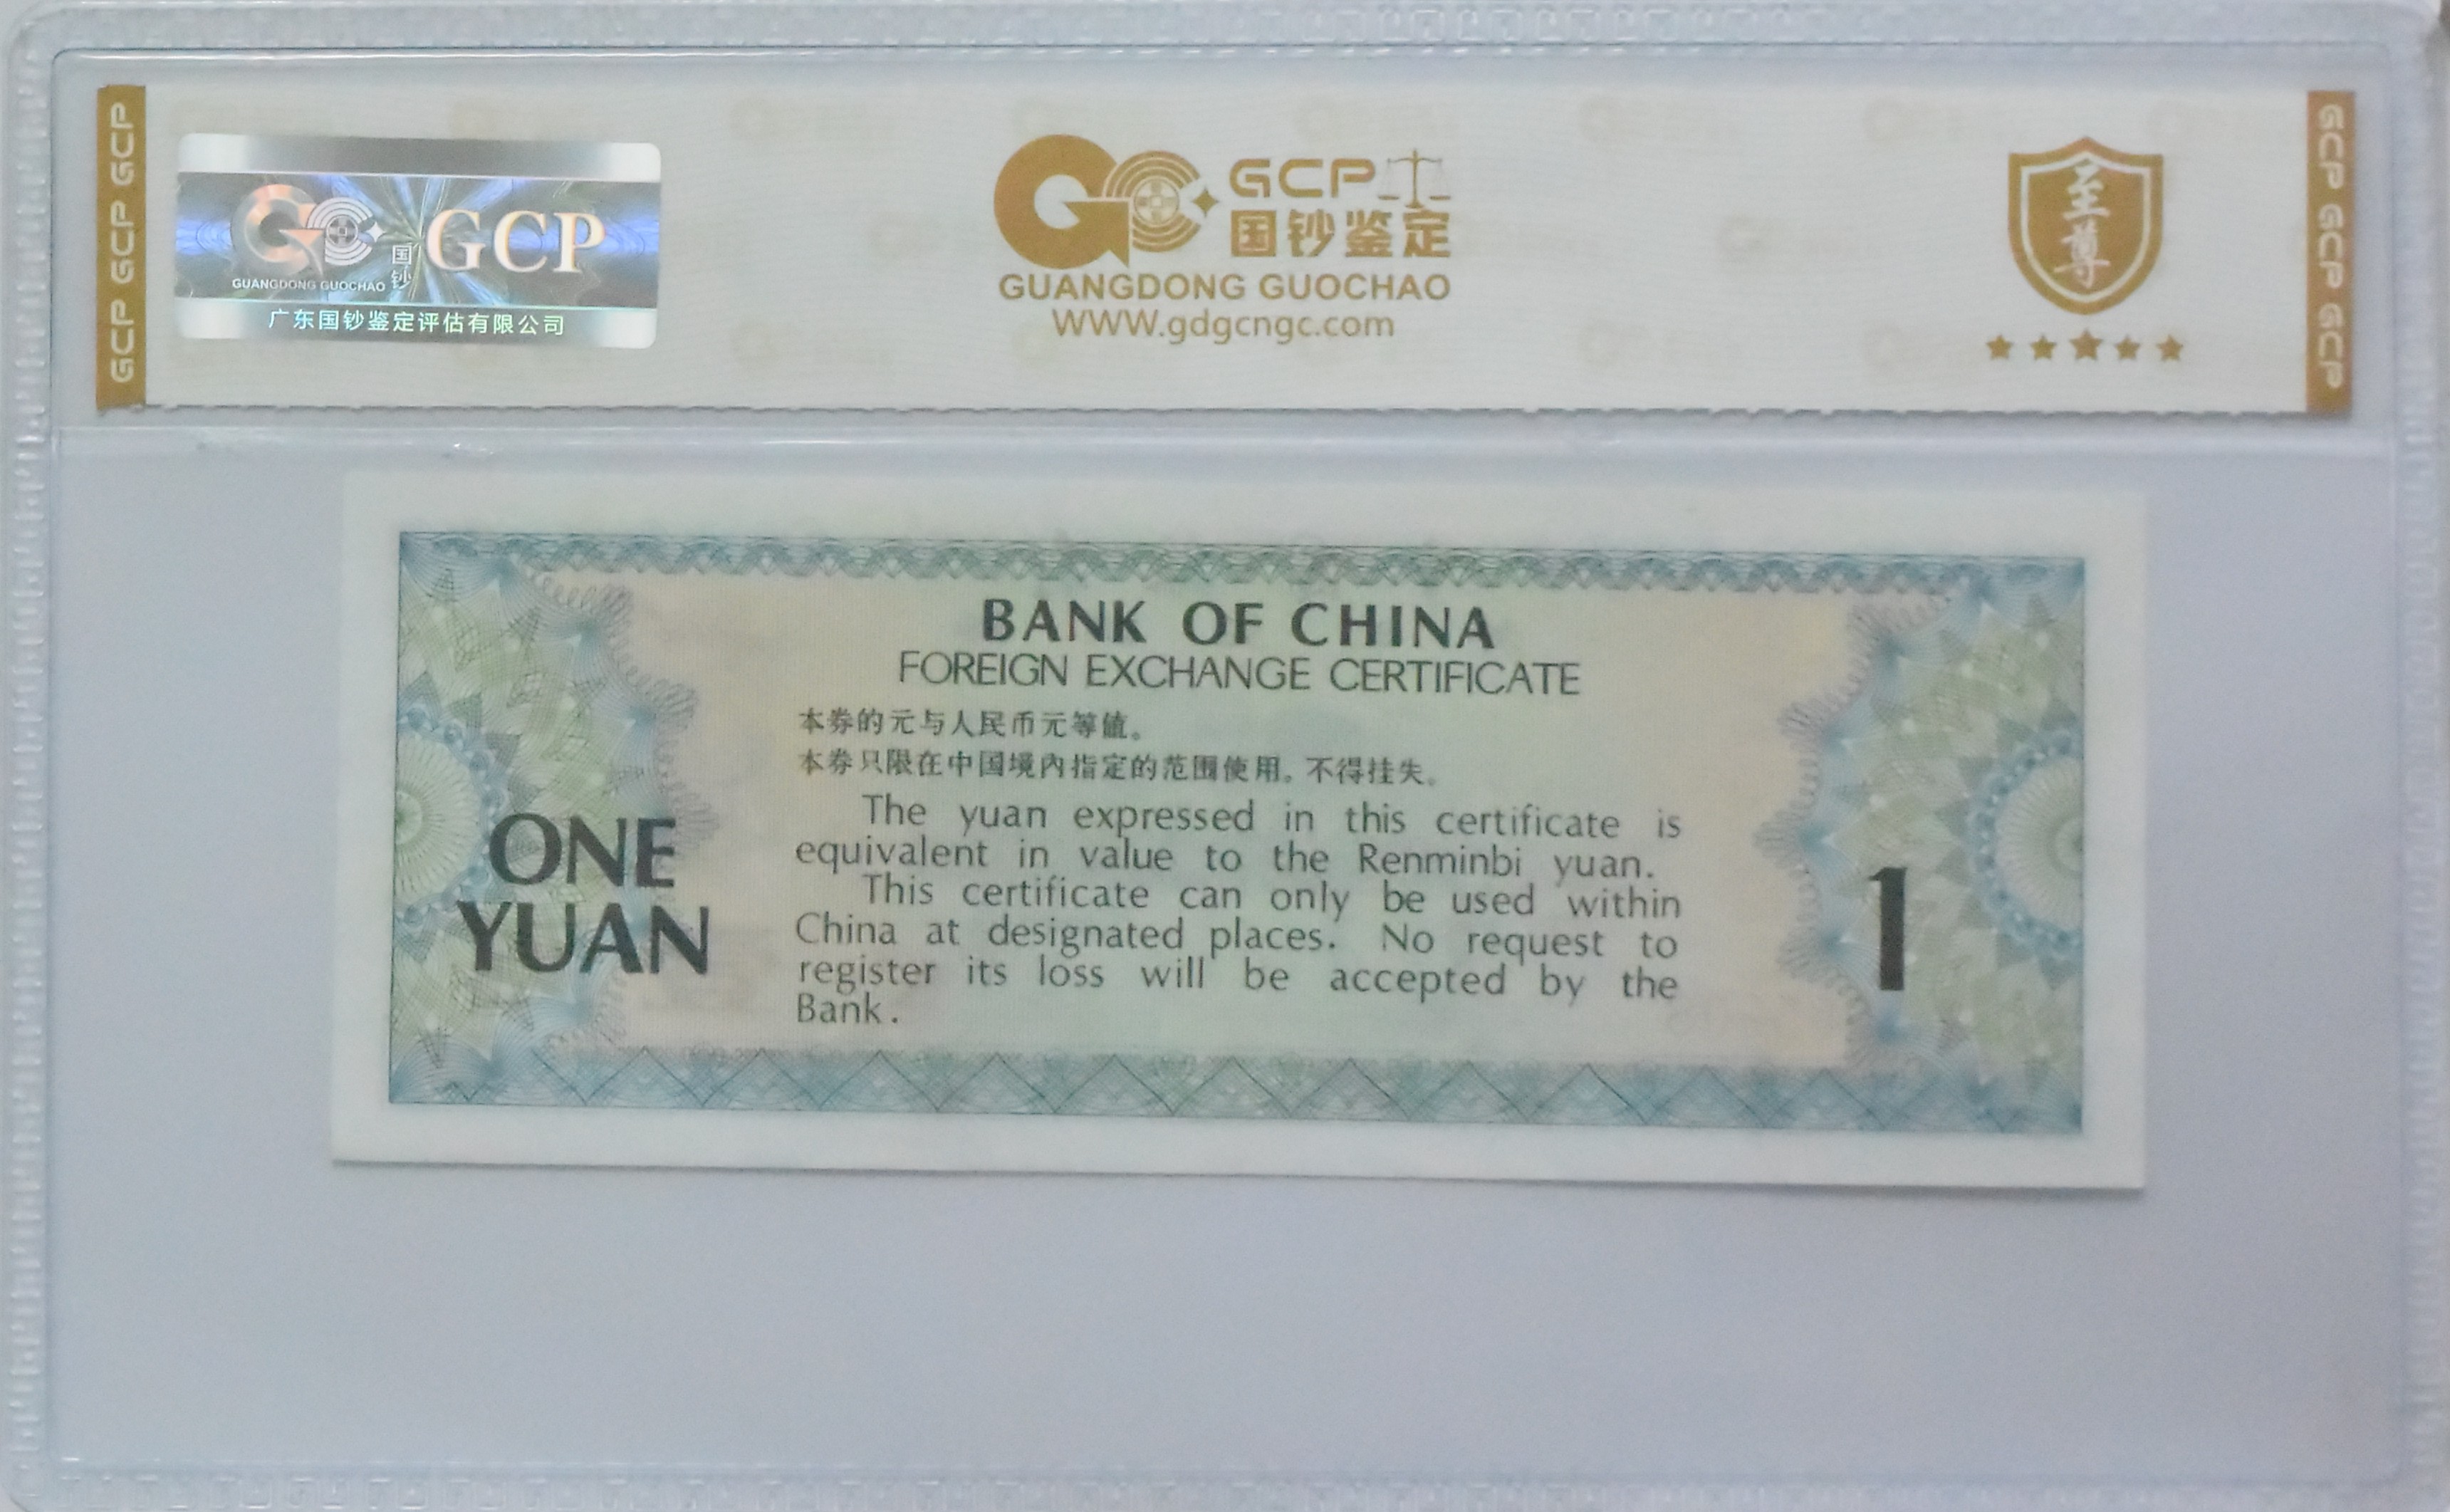 GCP GCP GCP
GCP
国钞
GUANGDONG GUOCHAO
广东国钞鉴定评估有限公司
GCP
国钞鉴定
GUANGDONG GUOCHAO
WWW.gdgcngc.com
至尊
GCP GCP GCP
BANK OF CHINA
FOREIGN EXCHANGE CERTIFICATE
本券的元与人民币元等值。
本券只限在中国境内指定的范围使用。不得挂失。
The yuan expressed in this certificate is
equivalent in value to the Renminbi yuan.
This certificate can only be used within
China at designated places. No request to
register its loss will be accepted by the
Bank.
ONE
YUAN
1